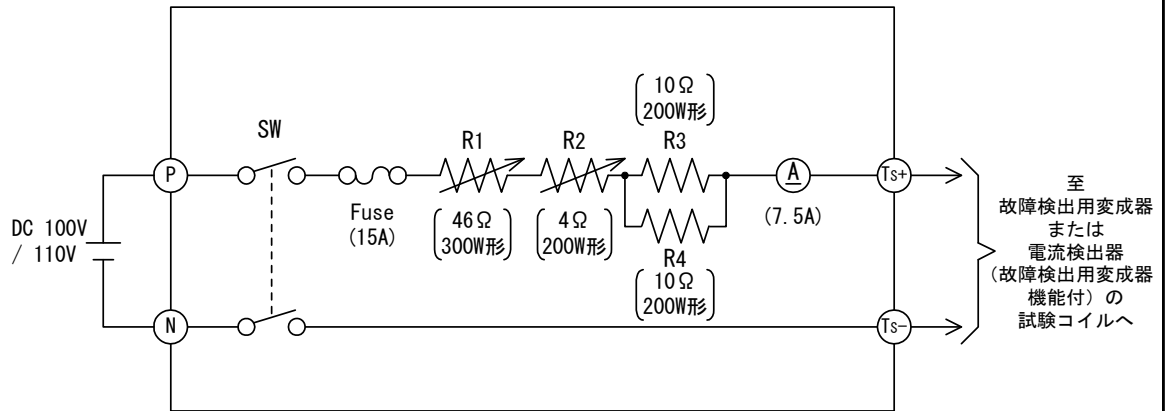 SW
P
DC 100V
/ 110V
N
Fuse
(15A)
R1
46Ω
300W形
R2
4Ω
200W形
10Ω
200W形
R3
R4
10Ω
200W形
A
(7.5A)
Ts+
Ts-
至
故障検出用変成器
または
電流検出器
(故障検出用変成器
機能付)の
試験コイルへ